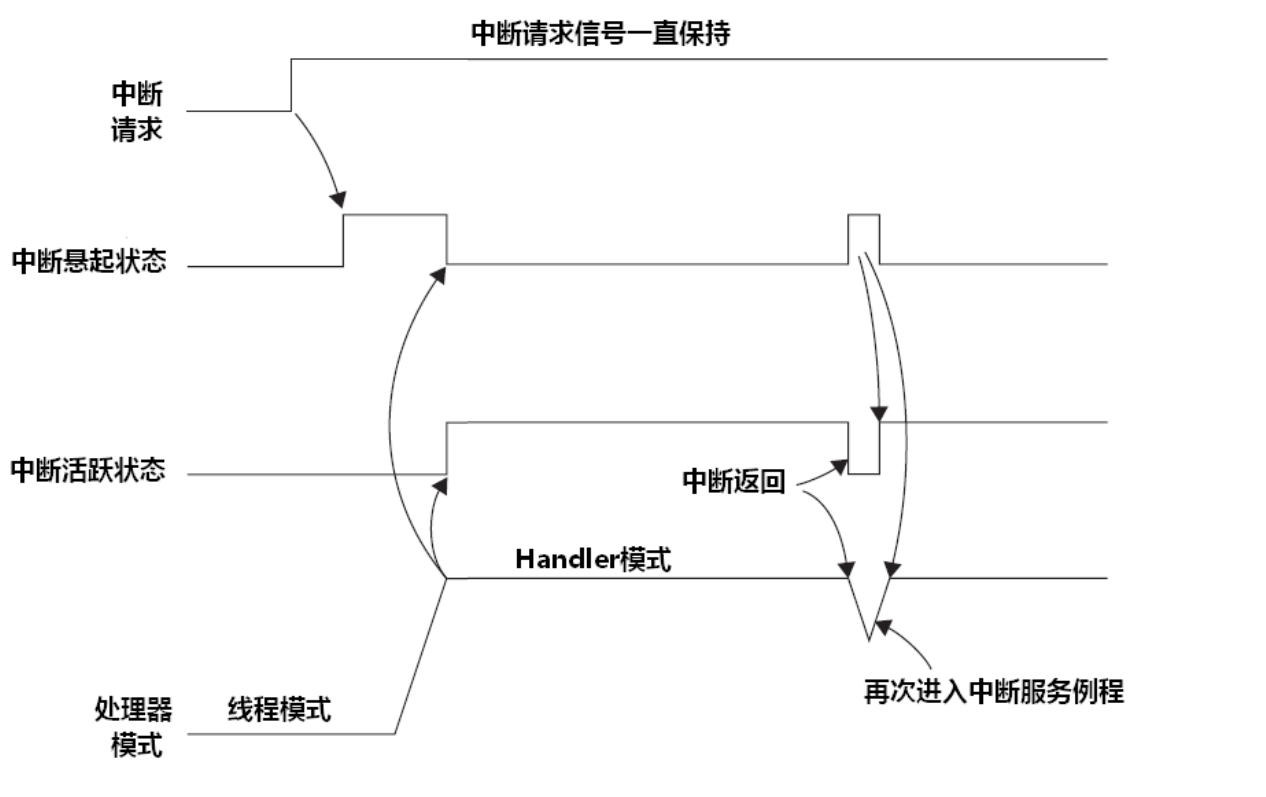 中断请求信号一直保持
中断
请求
中断悬起状态
中断活跃状态
中断返回
Handler模式
再次进入中断服务例程
处理器
模式
线程模式